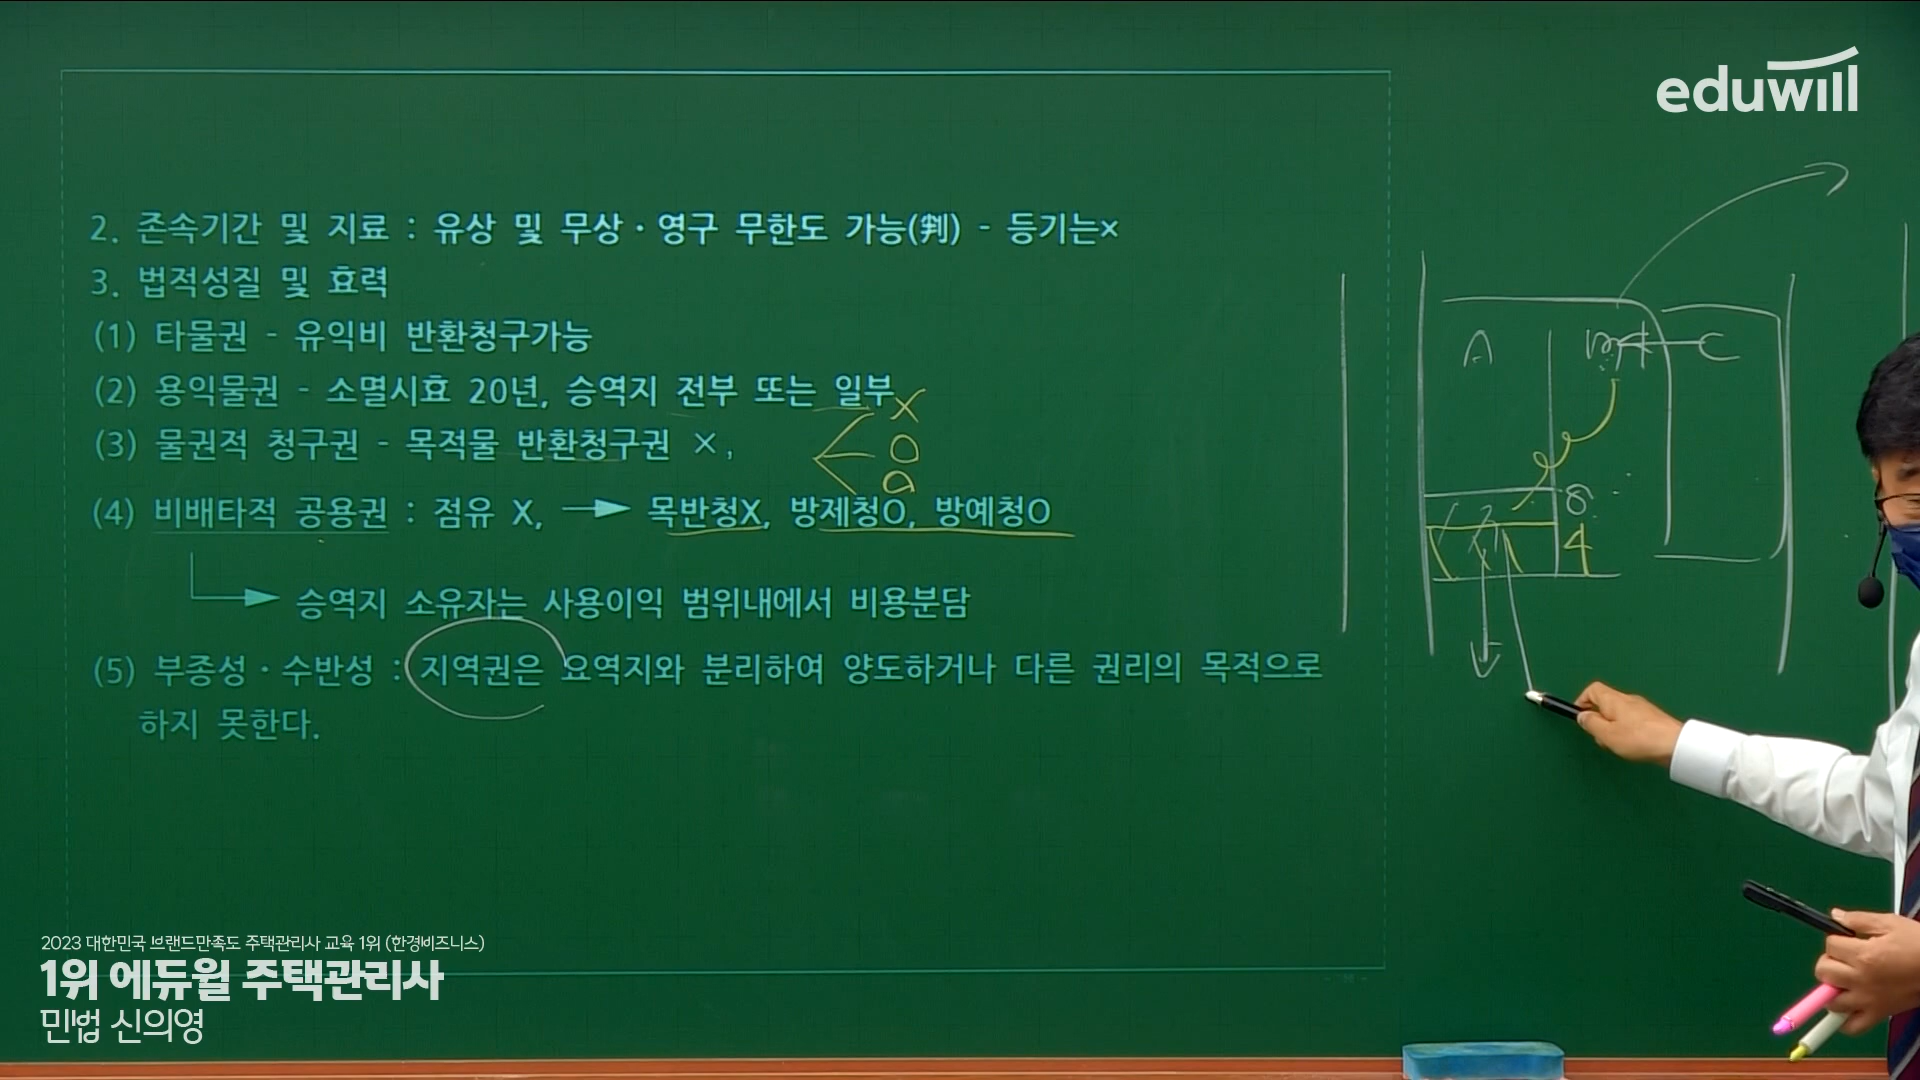 eduwill
2. 존속기간 및 지료 : 유상 및 무상·영구 무한도 가능(判) - 등기는×
3. 법적성질 및 효력
(1) 타물권 - 유익비 반환청구가능
(2) 용익물권 - 소멸시효 20년, 승역지 전부 또는 일부
(3) 물권적 청구권 - 목적물 반환청구권 ×,
X
O
O
(4) 비배타적 공용권 : 점유 X, → 목반청X, 방제청O, 방예청O
승역지 소유자는 사용이익 범위내에서 비용분담
(5) 부종성·수반성 : 지역권은 요역지와 분리하여 양도하거나 다른 권리의 목적으로
하지 못한다.
A
C
8
4
2023 대한민국 브랜드만족도 주택관리사 교육 1위 (한경비즈니스)
1위 에듀윌 주택관리사
민법 신의영